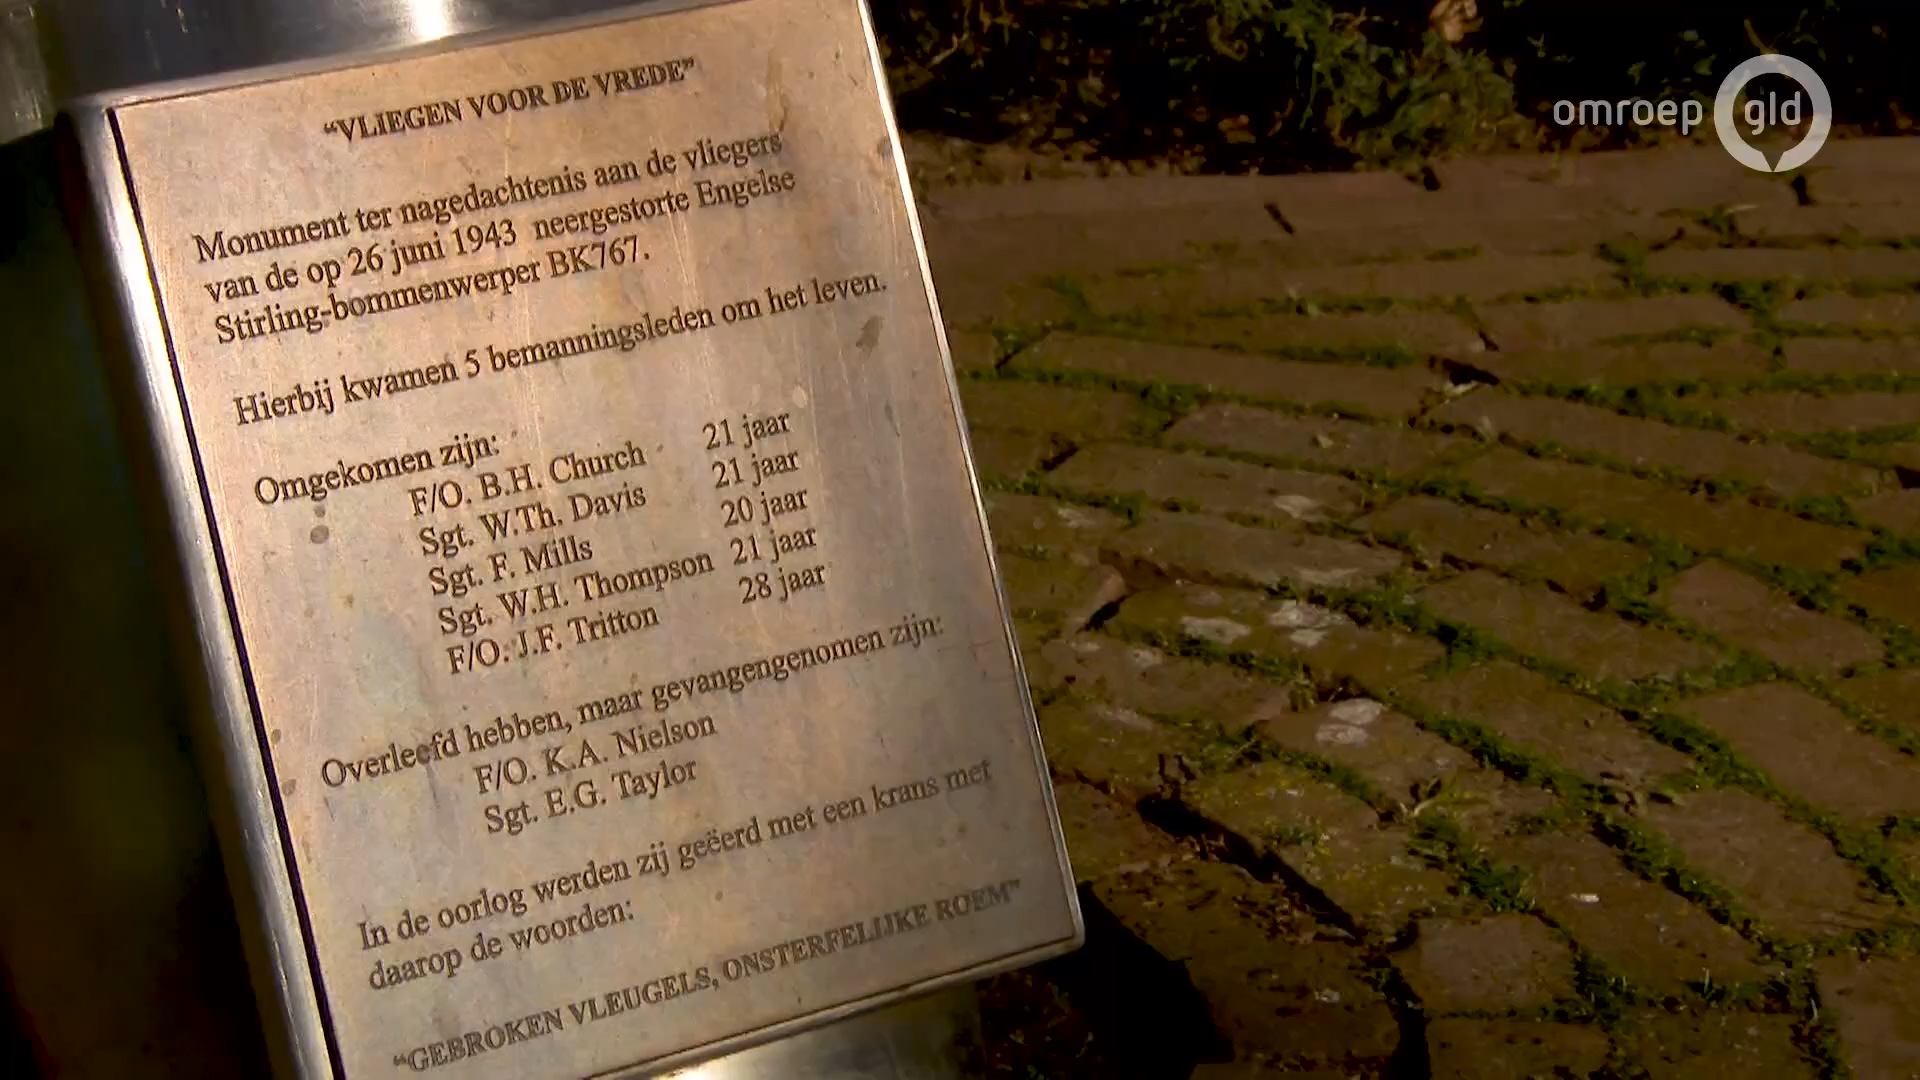 “VLIEGEN VOOR DE VREDE”
Monument ter nagedachtenis aan de vliegers
van de op 26 juni 1943 neergestorte Engelse
Stirling-bommenwerper BK767.
Hierbij kwamen 5 bemanningsleden om het leven.
Omgekomen zijn:
F/O. B.H. Church 21 jaar
Sgt. W.Th. Davis 21 jaar
Sgt. F. Mills 20 jaar
Sgt. W.H. Thompson 21 jaar
F/O. J.F. Tritton 28 jaar
Overleefd hebben, maar gevangengenomen zijn:
F/O. K.A. Nielson
Sgt. E.G. Taylor
In de oorlog werden zij geëerd met een krans met
daarop de woorden:
“GEBROKEN VLEUGELS, ONSTERFELIJKE ROEM”
omroep gld